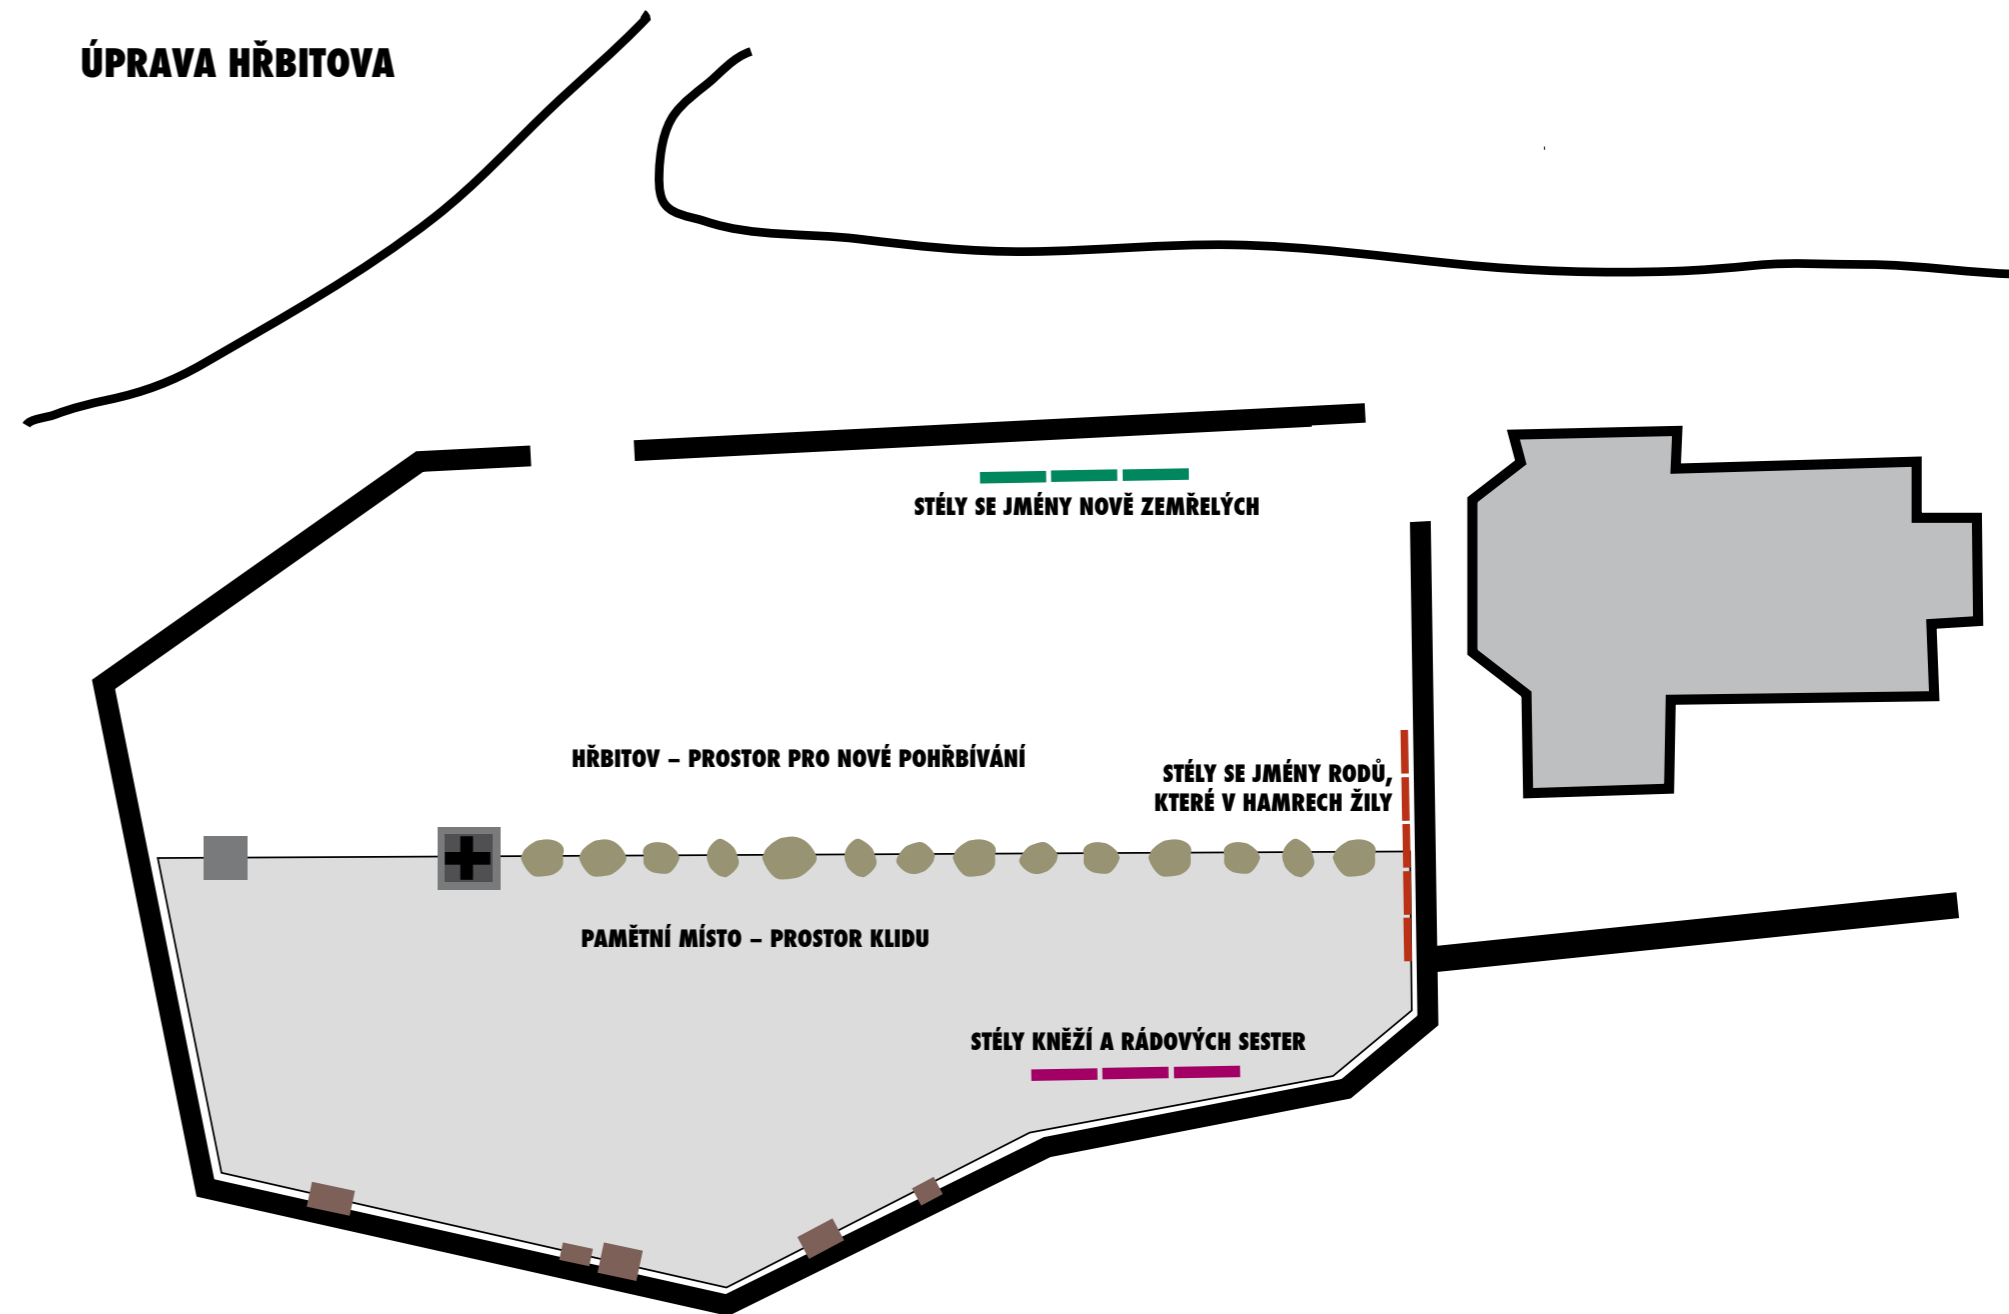 ÚPRAVA HŘBITOVA
STÉLY SE JMÉNY NOVĚ ZEMŘELÝCH
HŘBITOV – PROSTOR PRO NOVÉ POHŘBÍVÁNÍ
STÉLY SE JMÉNY RODŮ,
KTERÉ V HAMRECH ŽILY
PAMĚTNÍ MÍSTO – PROSTOR KLIDU
STÉLY KNĚŽÍ A RÁDOVÝCH SESTER